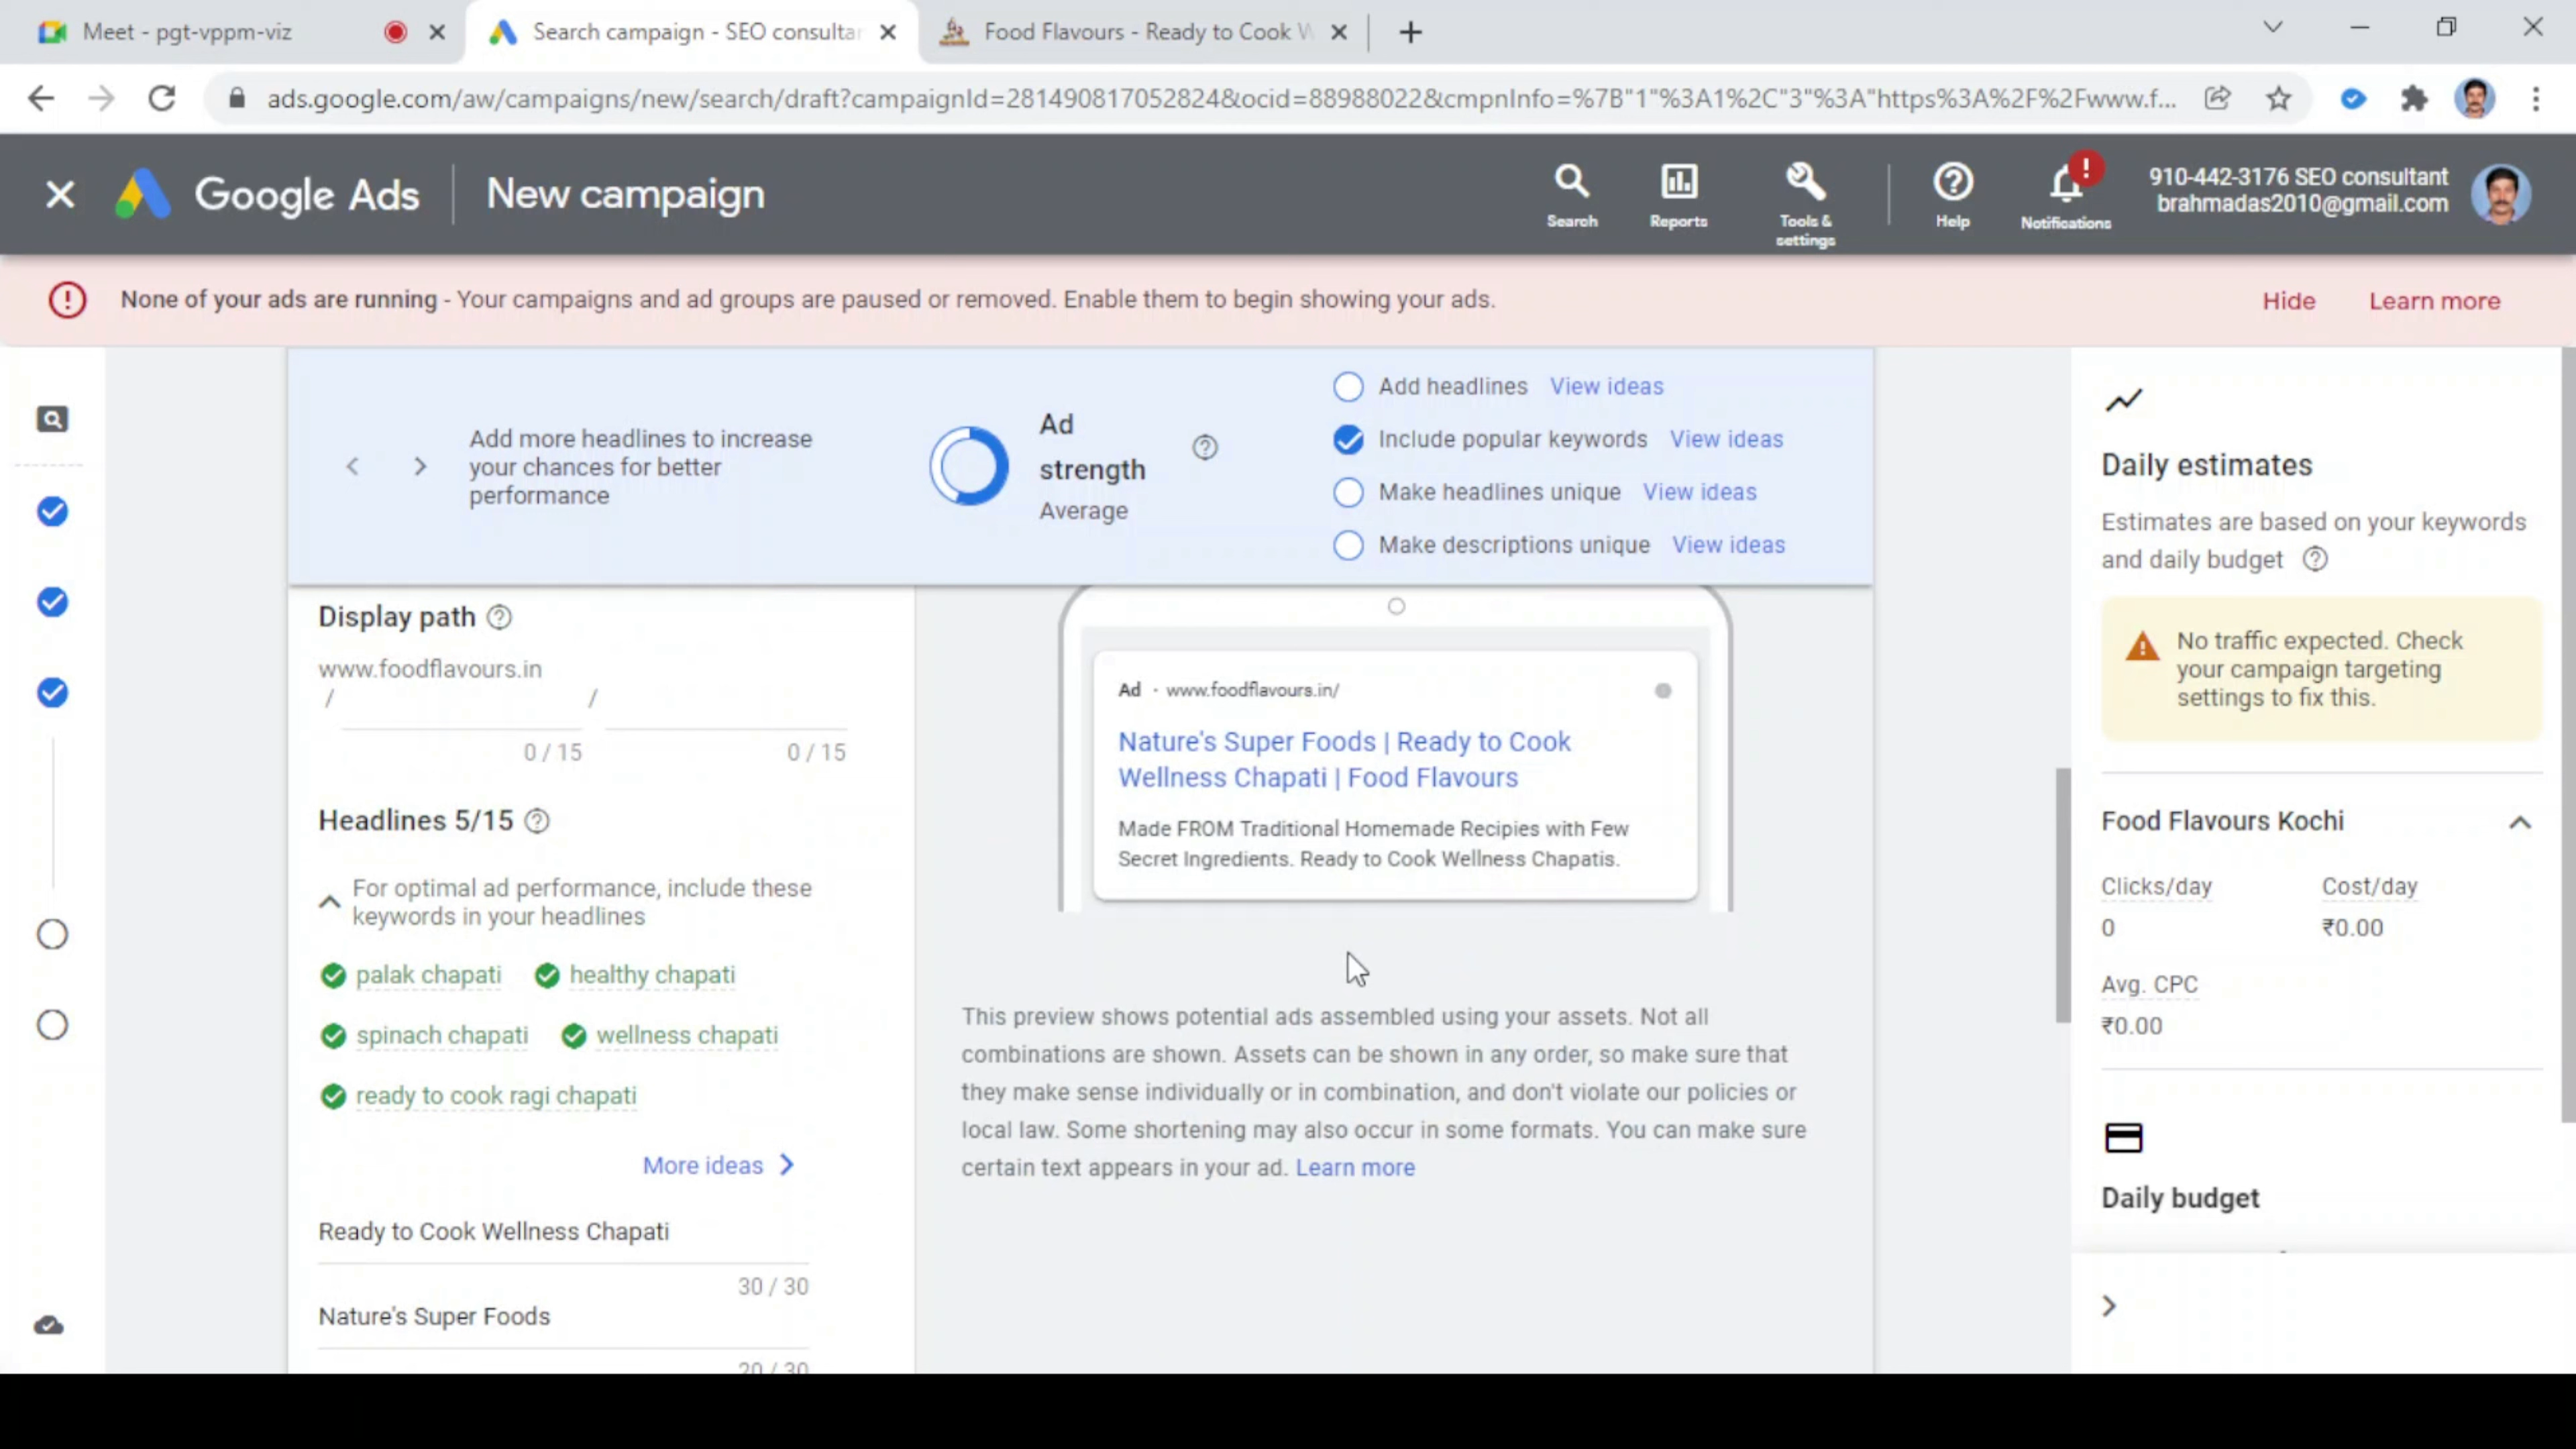 Meet - pgt-vppm-viz
Search campaign - SEO consultan
Food Flavours - Ready to Cook W
ads.google.com/aw/campaigns/new/search/draft?campaignId=281490817052824&ocid=88988022&cmpnInfo=%7B"1"%3A1%2C"3"%3A"https%3A%2F%2Fwww.f...
Google Ads
New campaign
Search
Reports
Tools &
settings
Help
!
Notifications
910-442-3176 SEO consultant
brahmadas2010@gmail.com
None of your ads are running - Your campaigns and ad groups are paused or removed. Enable them to begin showing your ads.
Hide
Learn more
Add more headlines to increase
your chances for better
performance
Ad
strength
Average
Add headlines View ideas
Include popular keywords View ideas
Make headlines unique View ideas
Make descriptions unique View ideas
Display path
www.foodflavours.in
/ /
0 / 15 0 / 15
Headlines 5/15
For optimal ad performance, include these
keywords in your headlines
palak chapati healthy chapati
spinach chapati wellness chapati
ready to cook ragi chapati
More ideas
Ready to Cook Wellness Chapati
30 / 30
Nature's Super Foods
20 / 30
Ad · www.foodflavours.in/
Nature's Super Foods | Ready to Cook
Wellness Chapati | Food Flavours
Made FROM Traditional Homemade Recipies with Few
Secret Ingredients. Ready to Cook Wellness Chapatis.
This preview shows potential ads assembled using your assets. Not all
combinations are shown. Assets can be shown in any order, so make sure that
they make sense individually or in combination, and don't violate our policies or
local law. Some shortening may also occur in some formats. You can make sure
certain text appears in your ad. Learn more
Daily estimates
Estimates are based on your keywords
and daily budget
No traffic expected. Check
your campaign targeting
settings to fix this.
Food Flavours Kochi
Clicks/day Cost/day
0 ₹0.00
Avg. CPC
₹0.00
Daily budget